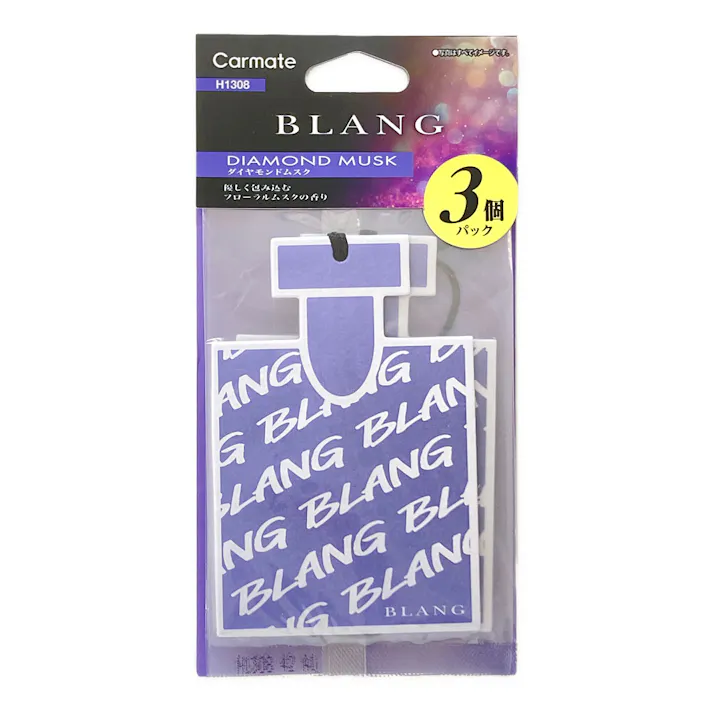 Carmate
H1308
●写真はすべてイメージです。
BLANG
DIAMOND MUSK
ダイヤモンドムスク
優しく包み込む
フローラルムスクの香り
3個
パック
BLANG BLANG
BLANG BLANG
BLANG BLANG
BLANG BLANG
BLANG BLANG
BLANG
H1308 42